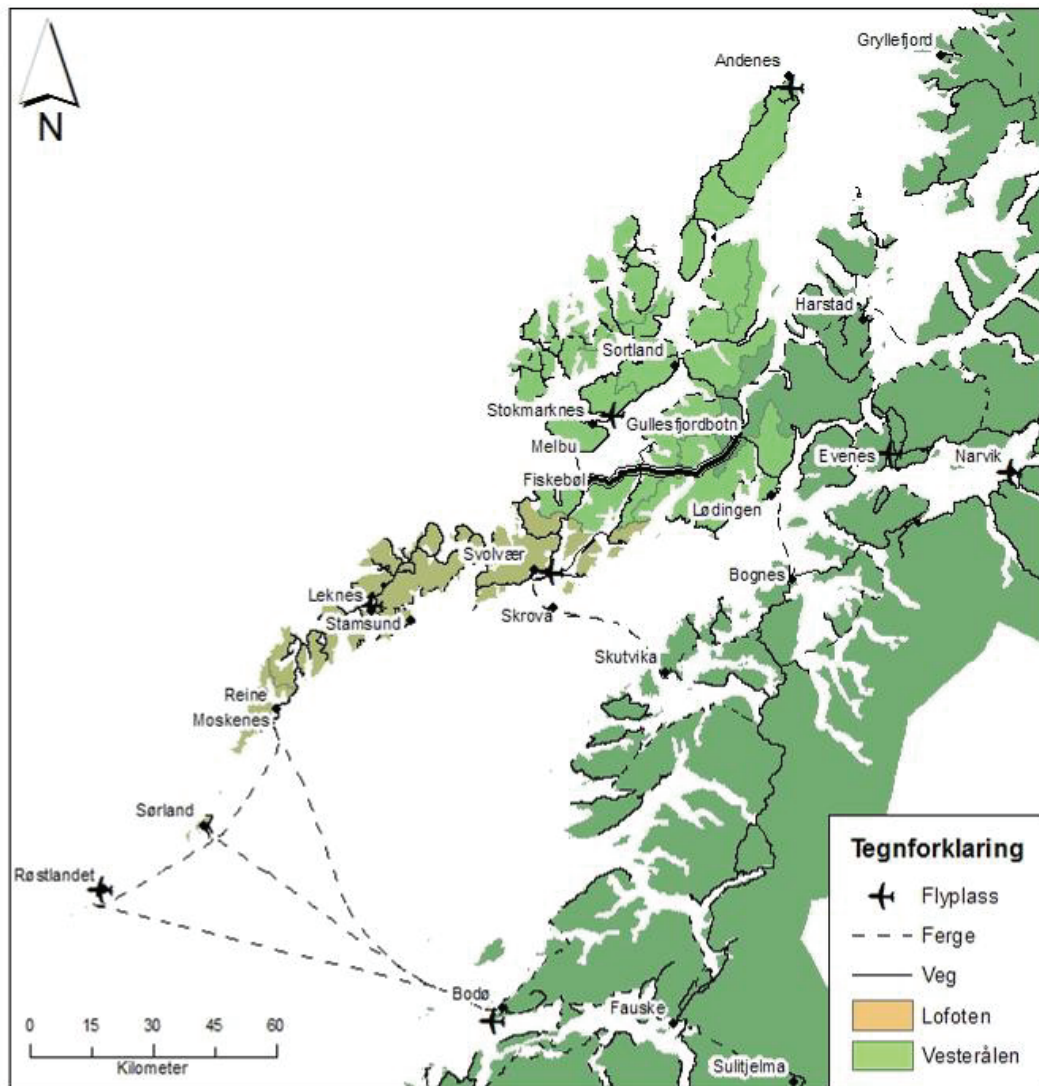 Gryllefjord
Andenes
N
Harstad
Sortland
Stokmarknes
Gullesfjordbotn
Melbu
Evenes
Narvik
Fiskebøl
Lødingen
Svolvær
Bognes
Leknes
Skrova
Stamsund
Skutvika
Reine
Moskenes
Sørland
Røstlandet
Bodø
Fauske
Sulitjelma
0 15 30 45 60
Kilometer
Tegnforklaring
Flyplass
Ferge
Veg
Lofoten
Vesterålen